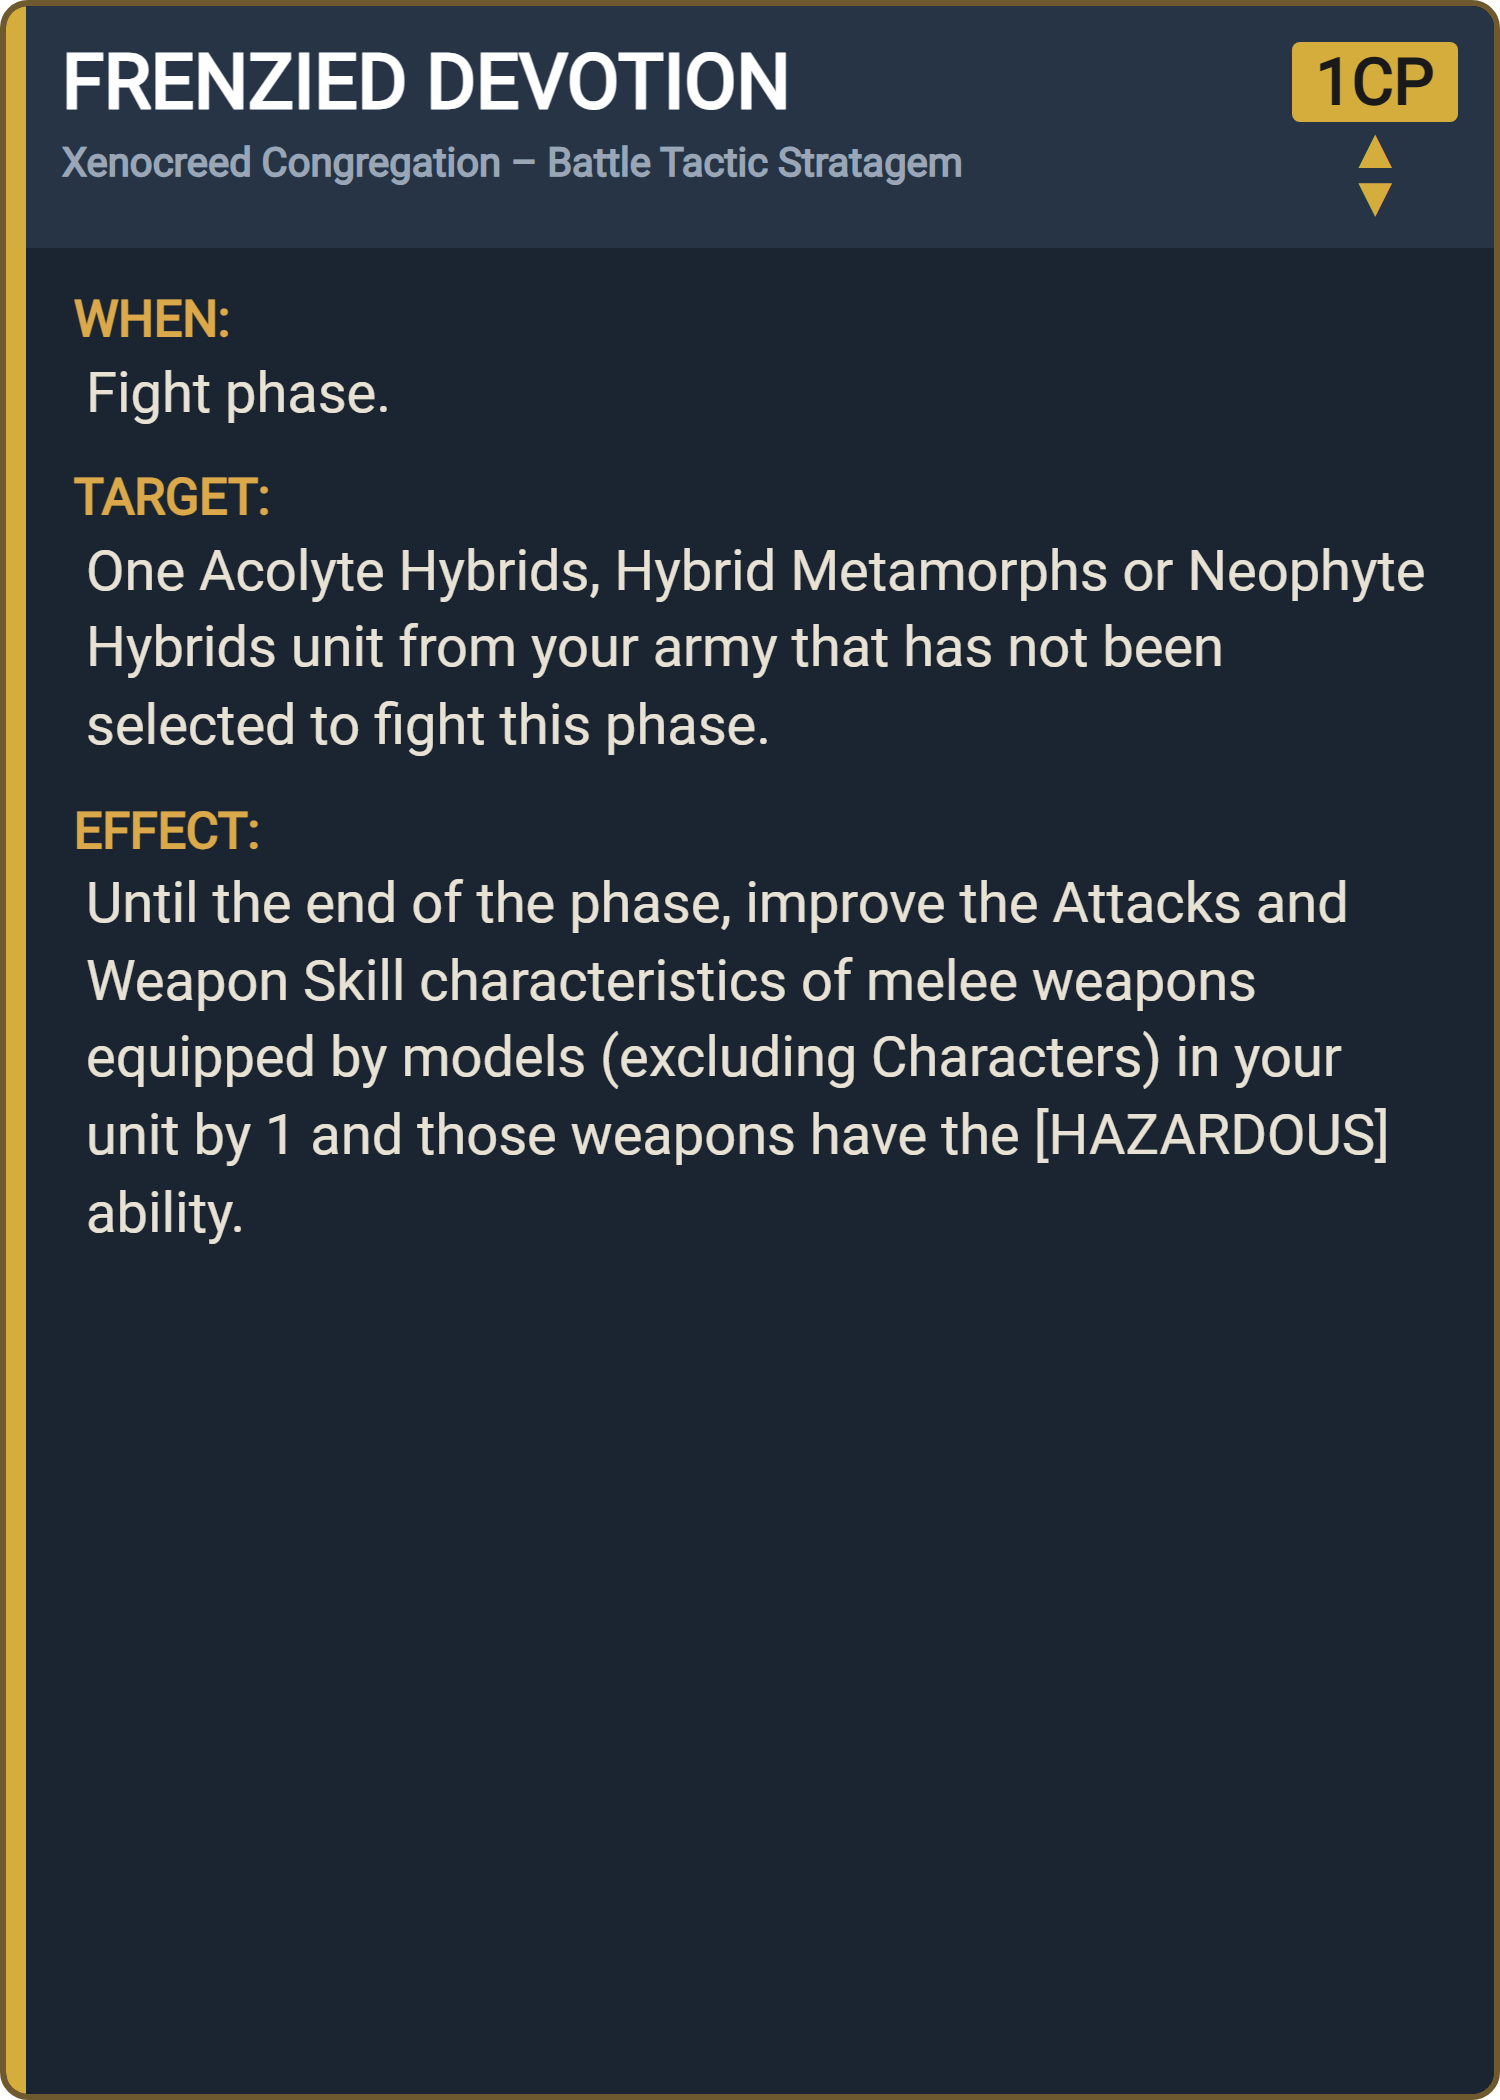 FRENZIED DEVOTION
Xenocreed Congregation – Battle Tactic Stratagem
1CP
▲
▼
WHEN:
Fight phase.
TARGET:
One Acolyte Hybrids, Hybrid Metamorphs or Neophyte
Hybrids unit from your army that has not been
selected to fight this phase.
EFFECT:
Until the end of the phase, improve the Attacks and
Weapon Skill characteristics of melee weapons
equipped by models (excluding Characters) in your
unit by 1 and those weapons have the [HAZARDOUS]
ability.